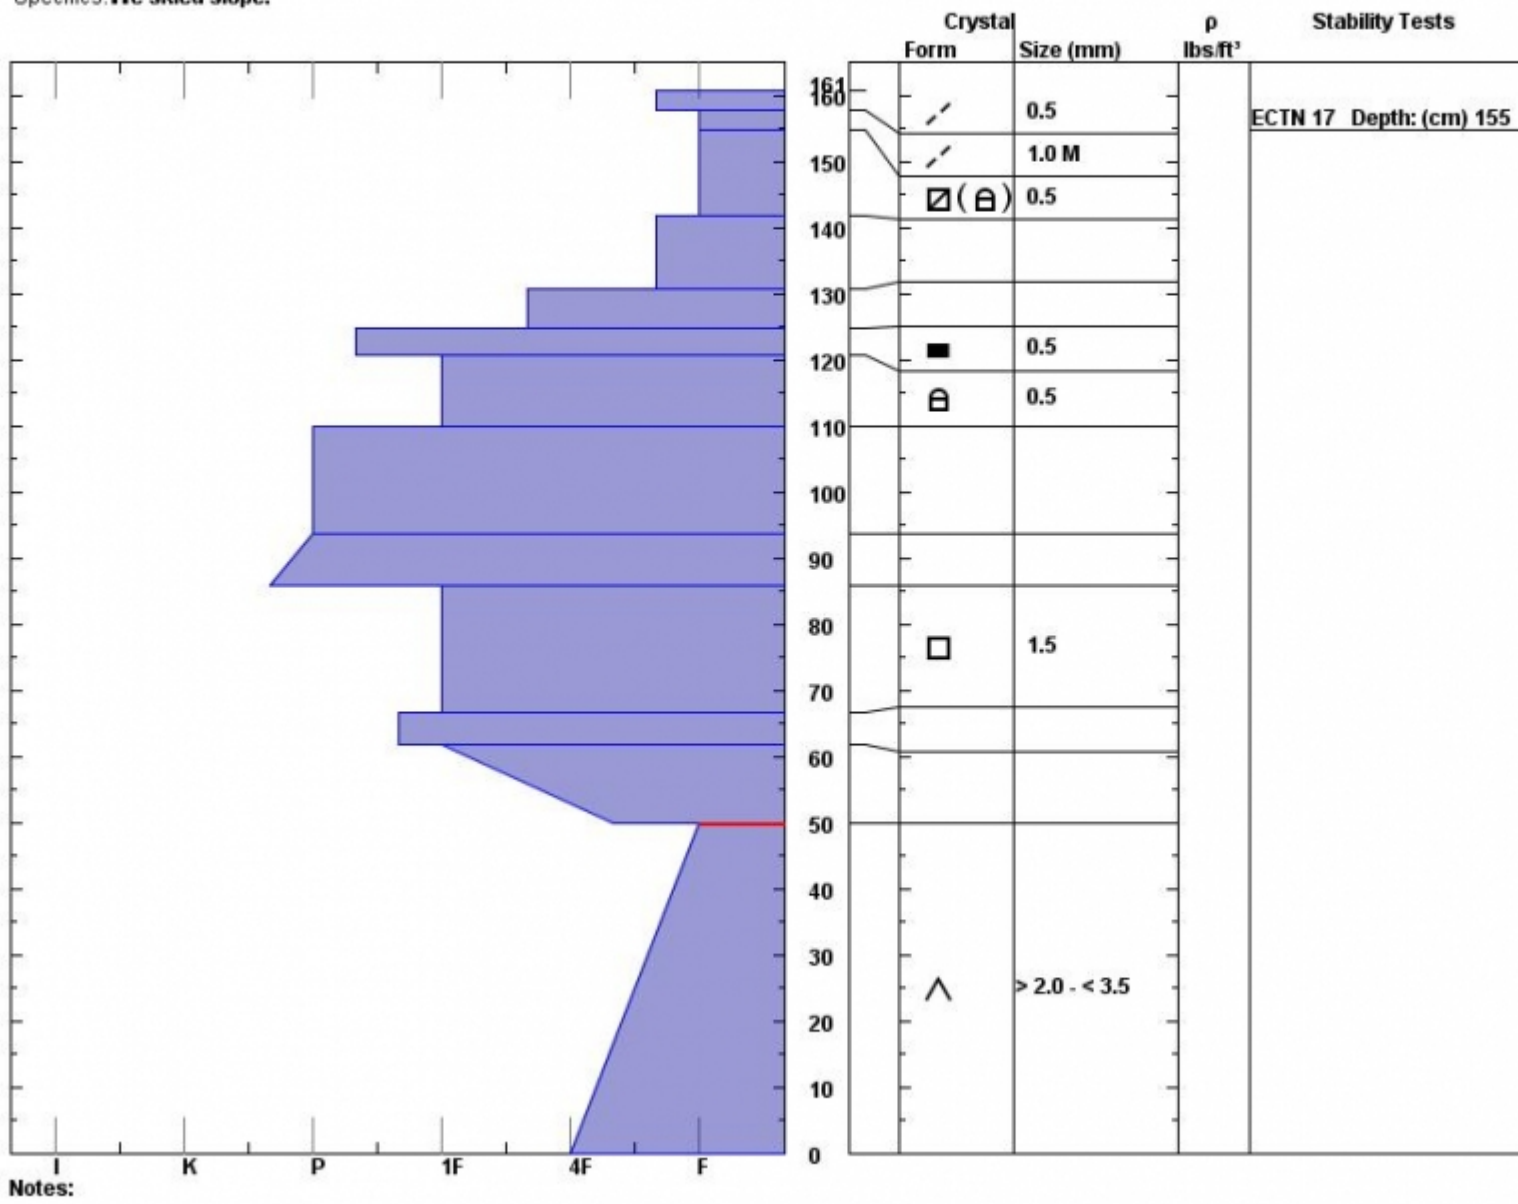 Specifics: We skied slope.
Crystal ρ Stability Tests
Form Size (mm) lbs/ft³
161
160
0.5
ECTN 17 Depth: (cm) 155
1.0 M
150
( ) 0.5
140
130
0.5
120
0.5
110
100
90
80
1.5
70
60
50
40
30
> 2.0 - < 3.5
20
10
0
I K P 1F 4F F
Notes: